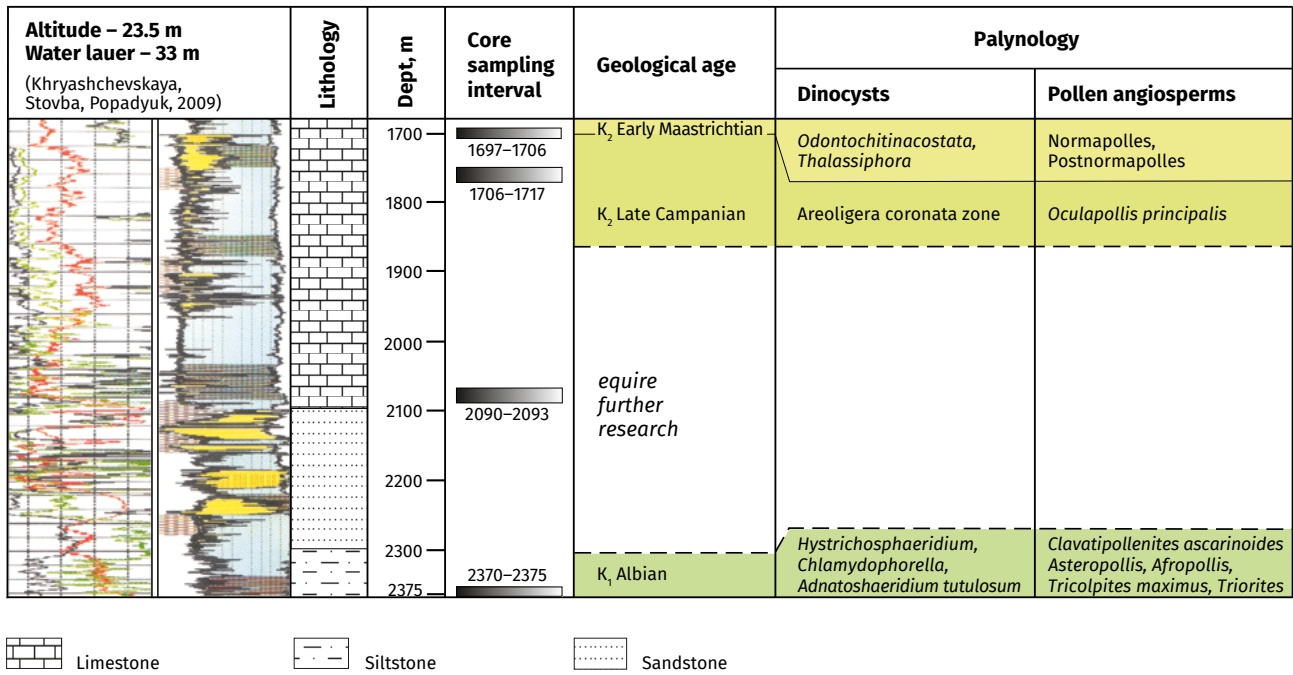 Altitude – 23.5 m
Water lauer – 33 m
(Khryashchevskaya,
Stovba, Popadyuk, 2009)
Lithology
Dept, m
Core
sampling
interval
Geological age
Palynology
Dinocysts
Pollen angiosperms
1700
1800
1900
2000
2100
2200
2300
2375
1697–1706
1706–1717
2090–2093
2370–2375
K₂ Early Maastrichtian
K₂ Late Campanian
equire
further
research
K₁ Albian
Odontochitinacostata,
Thalassiphora
Areoligera coronata zone
Hystrichosphaeridium,
Chlamydophorella,
Adnatoshaeridium tutulosum
Normapolles,
Postnormapolles
Oculapollis principalis
Clavatipollenites ascarinoides
Asteropollis, Afropollis,
Tricolpites maximus, Triorites
Limestone
Siltstone
Sandstone